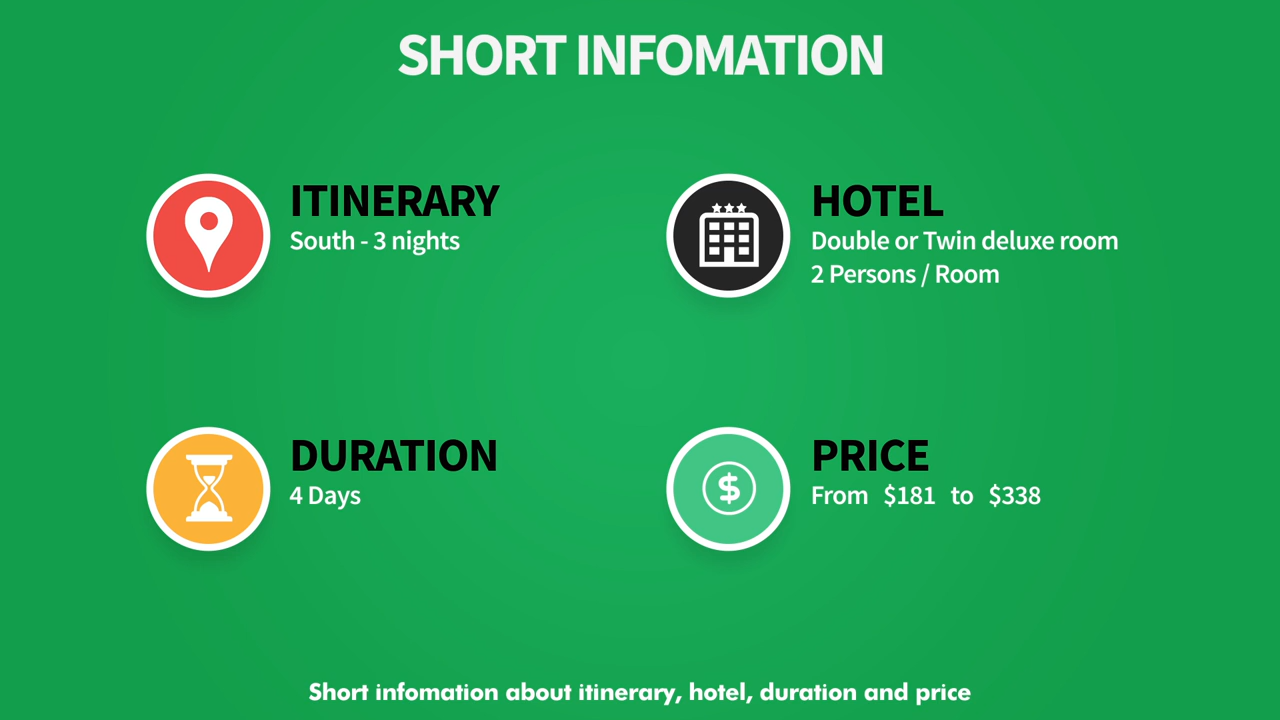 SHORT INFOMATION
ITINERARY
South - 3 nights
HOTEL
Double or Twin deluxe room
2 Persons / Room
DURATION
4 Days
PRICE
From $181 to $338
Short infomation about itinerary, hotel, duration and price